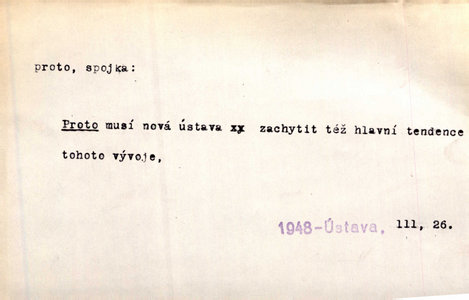 proto, spojka:
Proto musí nová ústava xx zachytit též hlavní tendence
tohoto vývoje,
1948-Ústava, 111, 26.